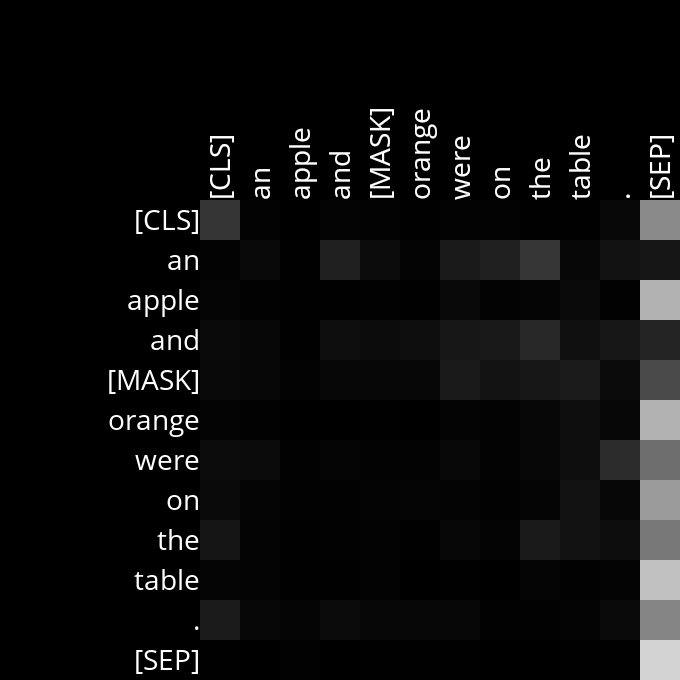 [CLS] an apple and [MASK] orange were on the table . [SEP]
[CLS]
an
apple
and
[MASK]
orange
were
on
the
table
.
[SEP]